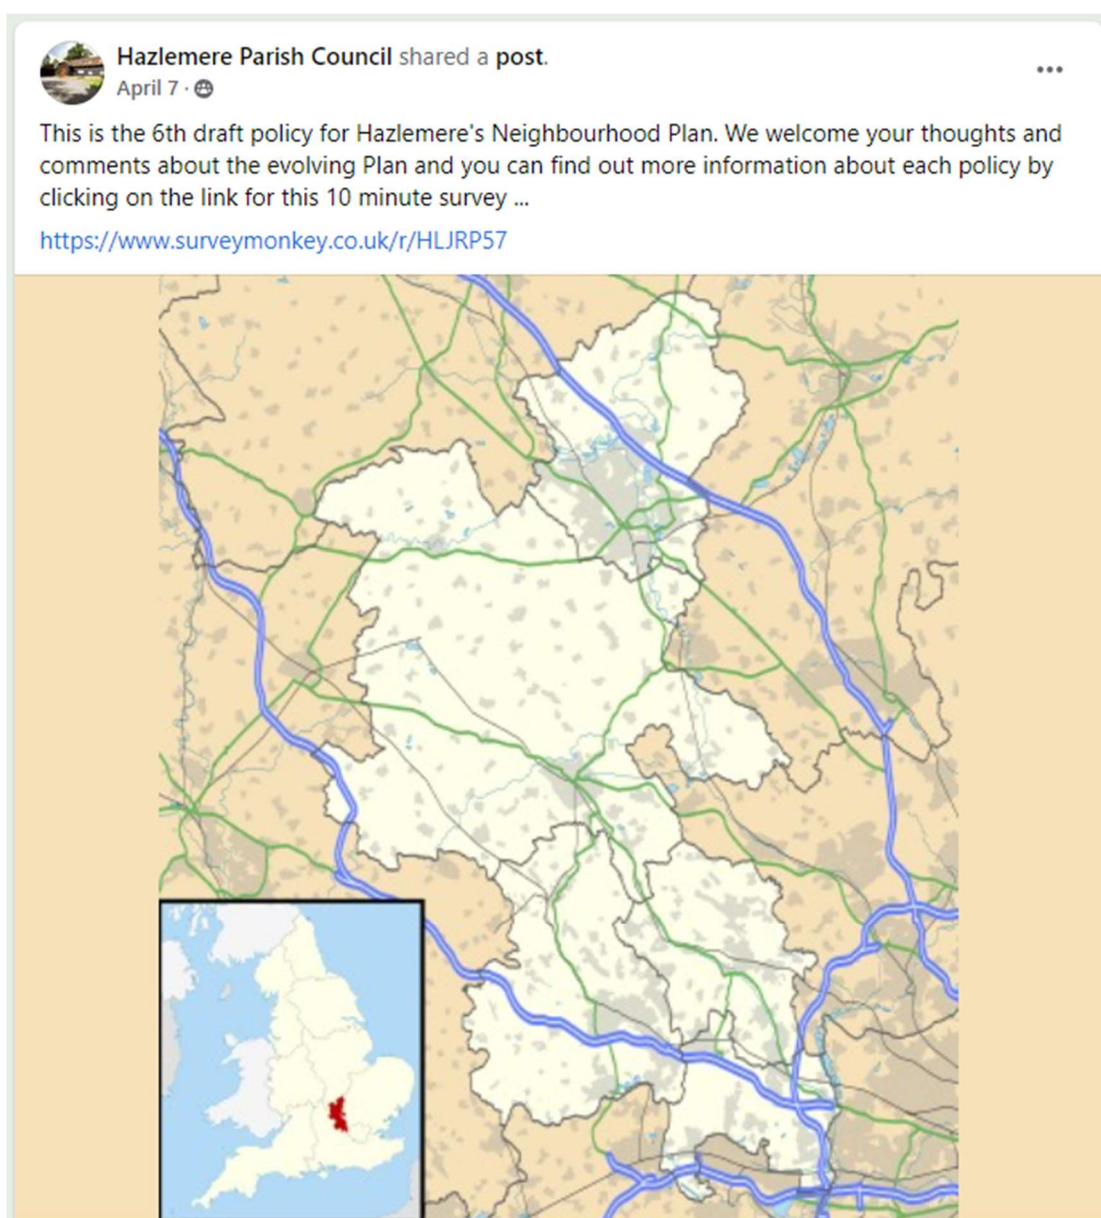 Hazlemere Parish Council shared a post.
April 7 ·
This is the 6th draft policy for Hazlemere's Neighbourhood Plan. We welcome your thoughts and
comments about the evolving Plan and you can find out more information about each policy by
clicking on the link for this 10 minute survey ...
https://www.surveymonkey.co.uk/r/HLJRP57